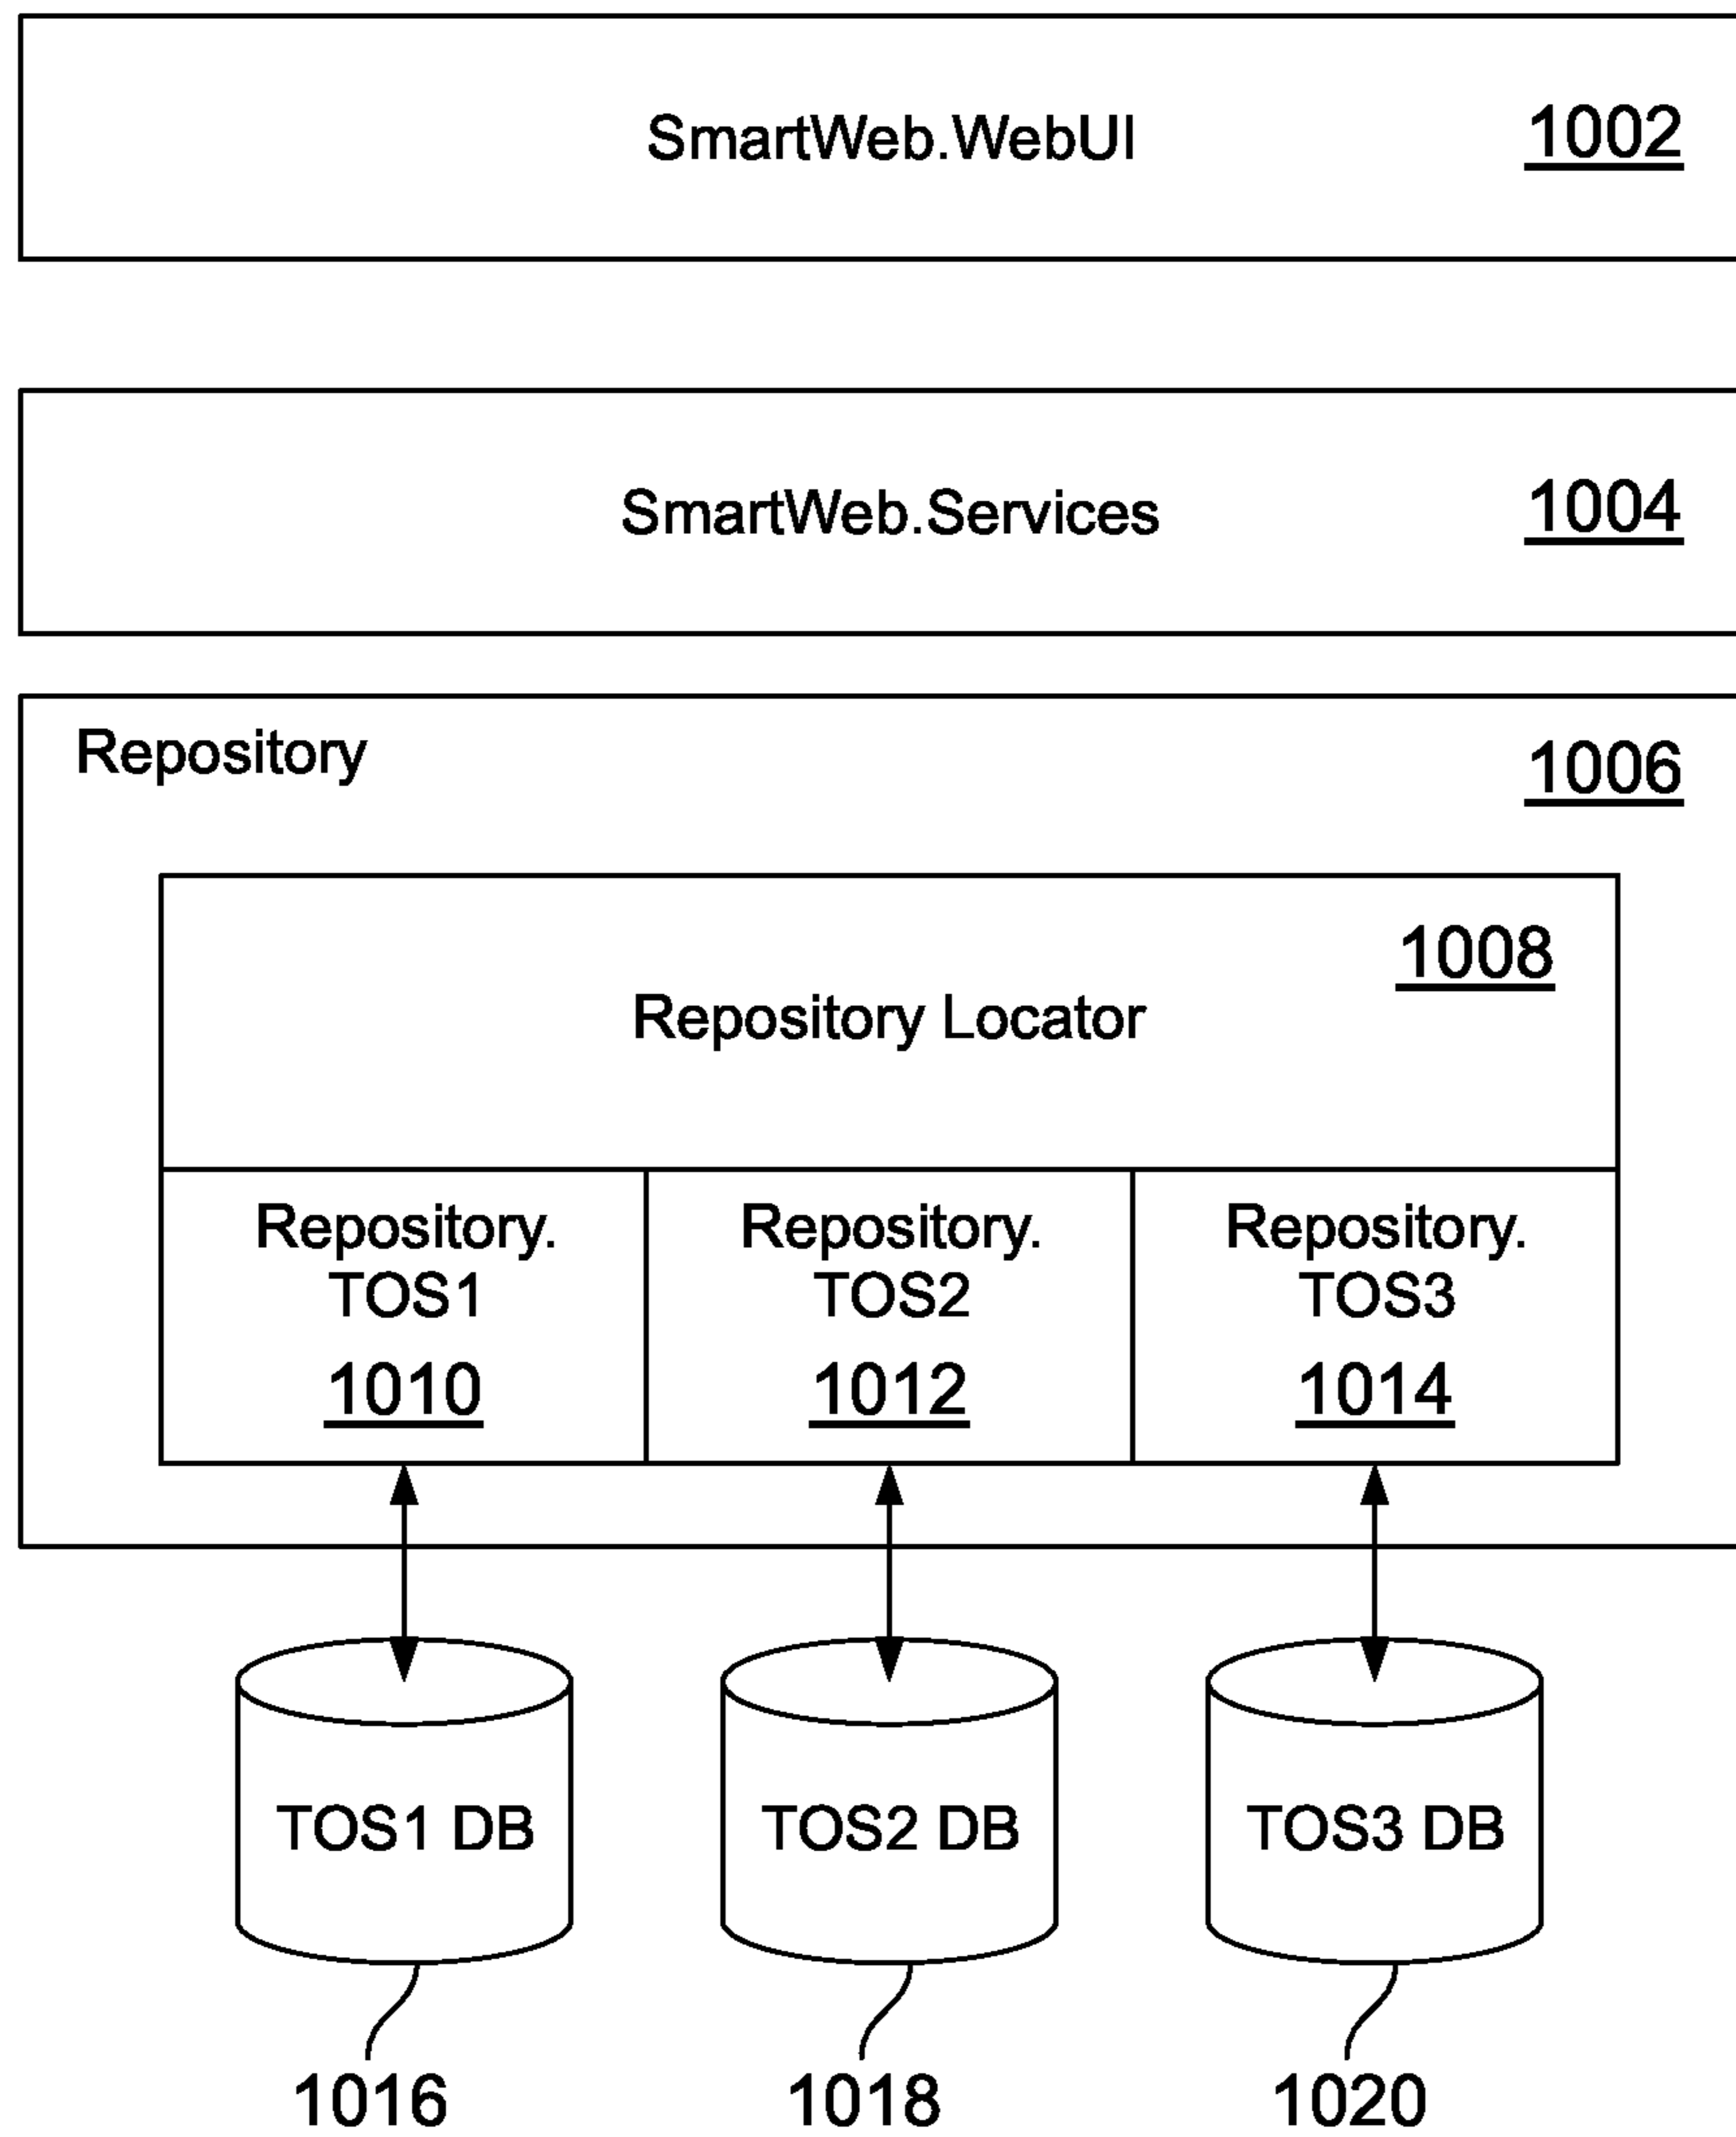 SmartWeb.WebUI 1002
SmartWeb.Services 1004
Repository 1006
1008
Repository Locator
Repository. TOS1 1010
Repository. TOS2 1012
Repository. TOS3 1014
TOS1 DB
TOS2 DB
TOS3 DB
1016
1018
1020